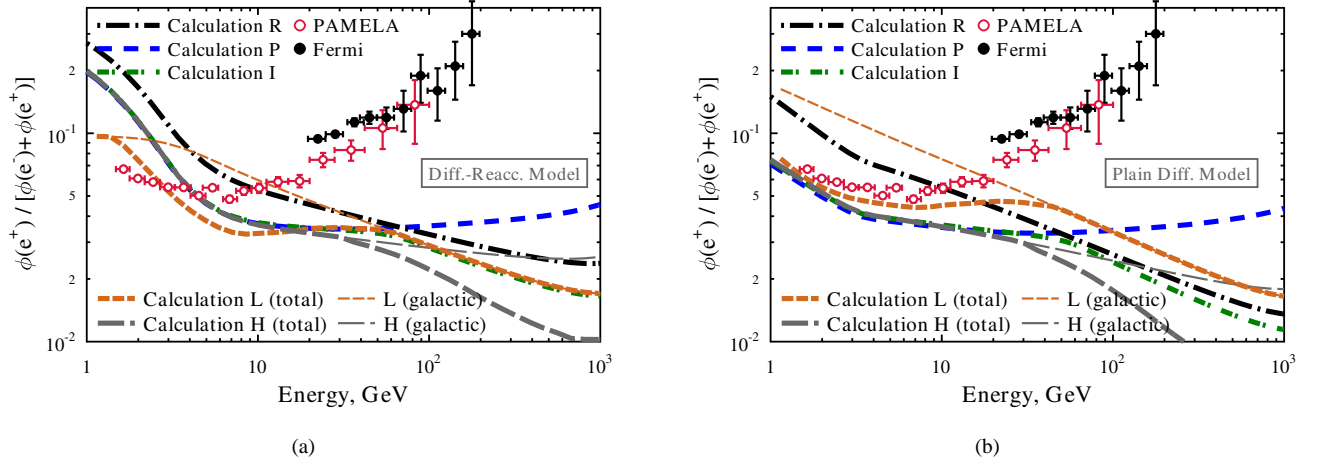 Calculation R
Calculation P
Calculation I
PAMELA
Fermi
Diff.-Reacc. Model
Calculation L (total)
Calculation H (total)
L (galactic)
H (galactic)
ϕ(e⁺) / [ϕ(e⁻)+ ϕ(e⁺)]
2
10⁻¹
5
2
10⁻²
1 10 10² 10³
Energy, GeV
(a)
Calculation R
Calculation P
Calculation I
PAMELA
Fermi
Plain Diff. Model
Calculation L (total)
Calculation H (total)
L (galactic)
H (galactic)
ϕ(e⁺) / [ϕ(e⁻)+ ϕ(e⁺)]
2
10⁻¹
5
2
10⁻²
1 10 10² 10³
Energy, GeV
(b)